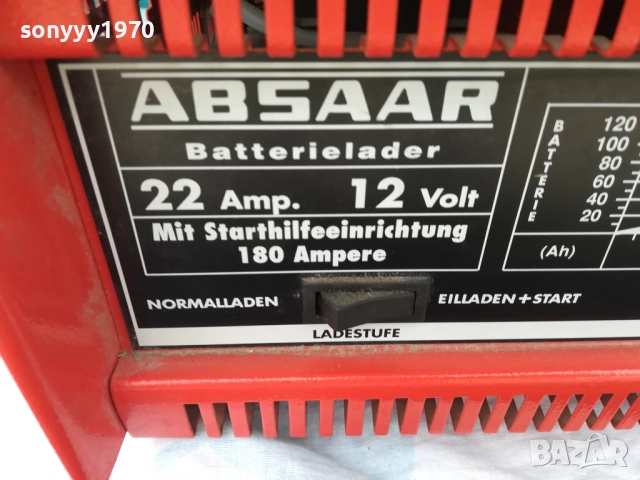 sonyyy1970
ABSAAR
Batterielader
22 Amp. 12 Volt
Mit Starthilfeeinrichtung
180 Ampere
NORMALLADEN
EILLADEN+START
LADESTUFE
BATTERIE
120
100
80
60
40
20
(Ah)
BAZAR